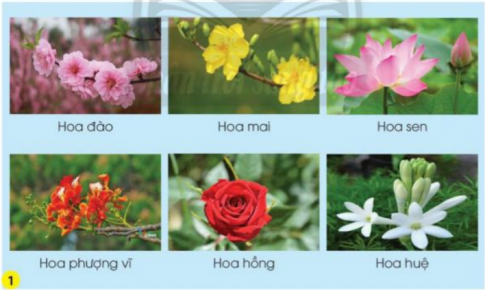 Hoa đào
Hoa mai
Hoa sen
Hoa phượng vĩ
Hoa hồng
Hoa huệ
1